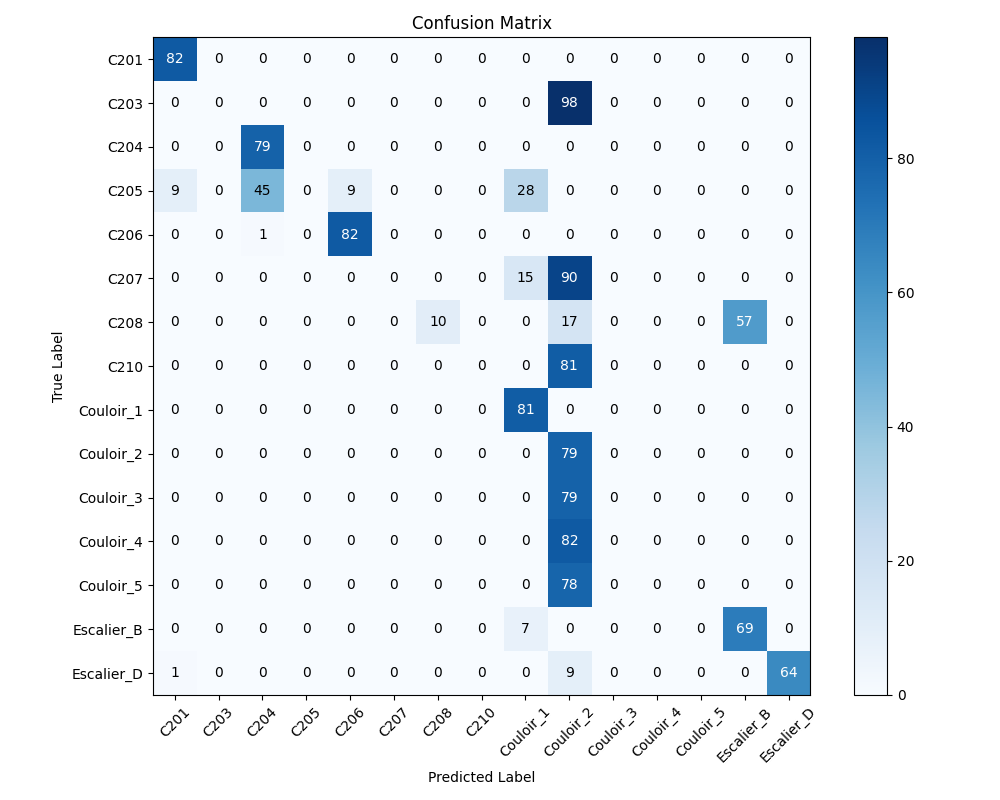 Confusion Matrix
C201 82 0 0 0 0 0 0 0 0 0 0 0 0 0 0
C203 0 0 0 0 0 0 0 0 0 98 0 0 0 0 0
C204 0 0 79 0 0 0 0 0 0 0 0 0 0 0 0
C205 9 0 45 0 9 0 0 0 28 0 0 0 0 0 0
C206 0 0 1 0 82 0 0 0 0 0 0 0 0 0 0
C207 0 0 0 0 0 0 0 0 15 90 0 0 0 0 0
C208 0 0 0 0 0 0 10 0 0 17 0 0 0 57 0
C210 0 0 0 0 0 0 0 0 0 81 0 0 0 0 0
Couloir_1 0 0 0 0 0 0 0 0 81 0 0 0 0 0 0
Couloir_2 0 0 0 0 0 0 0 0 0 79 0 0 0 0 0
Couloir_3 0 0 0 0 0 0 0 0 0 79 0 0 0 0 0
Couloir_4 0 0 0 0 0 0 0 0 0 82 0 0 0 0 0
Couloir_5 0 0 0 0 0 0 0 0 0 78 0 0 0 0 0
Escalier_B 0 0 0 0 0 0 0 0 7 0 0 0 0 69 0
Escalier_D 1 0 0 0 0 0 0 0 0 9 0 0 0 0 64
C201 C203 C204 C205 C206 C207 C208 C210 Couloir_1 Couloir_2 Couloir_3 Couloir_4 Couloir_5 Escalier_B Escalier_D
Predicted Label
True Label
80
60
40
20
0